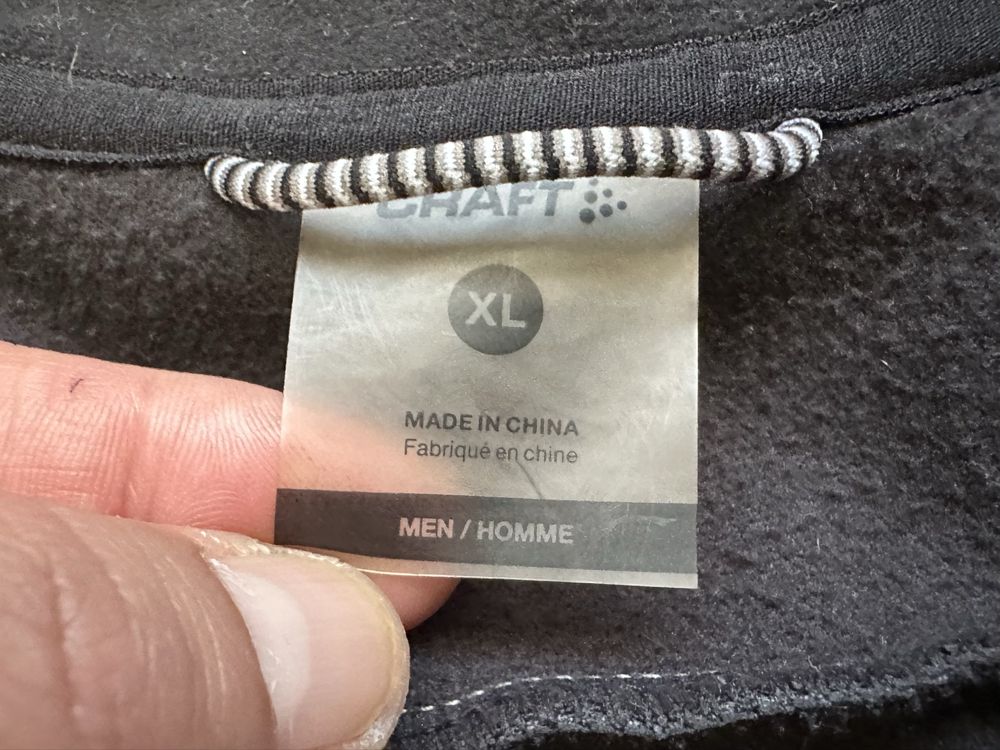 CRAFT
XL
MADE IN CHINA
Fabriqué en chine
MEN / HOMME